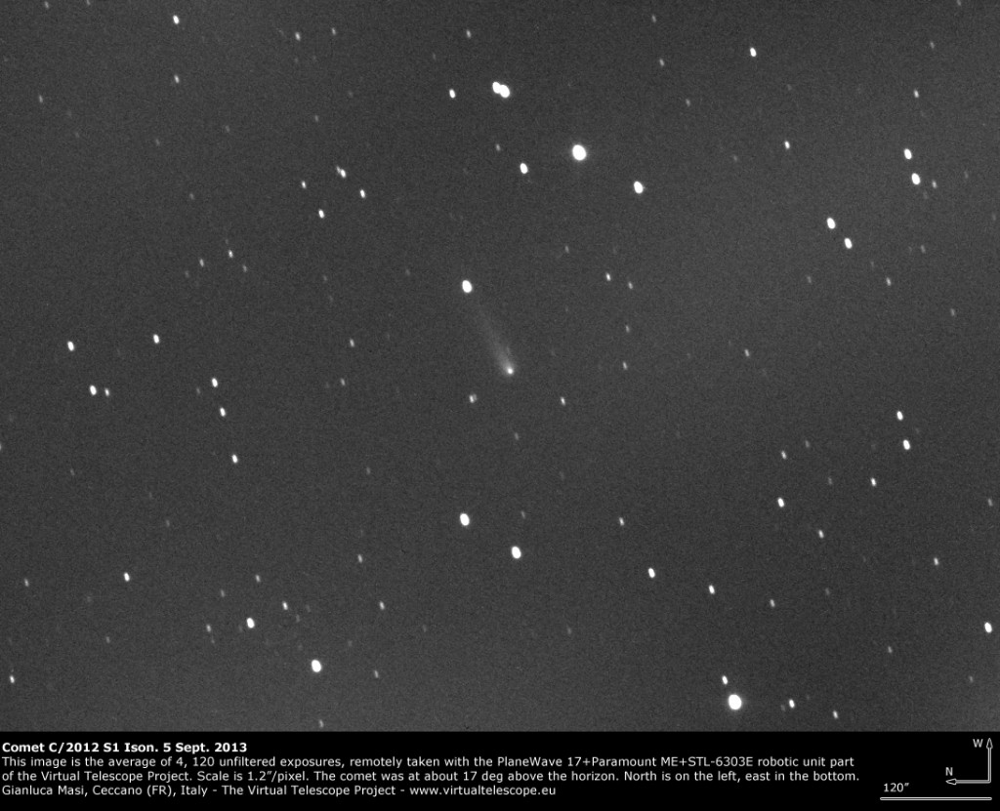 Comet C/2012 S1 Ison. 5 Sept. 2013
This image is the average of 4, 120 unfiltered exposures, remotely taken with the PlaneWave 17+Paramount ME+STL-6303E robotic unit part
of the Virtual Telescope Project. Scale is 1.2"/pixel. The comet was at about 17 deg above the horizon. North is on the left, east in the bottom.
Gianluca Masi, Ceccano (FR), Italy - The Virtual Telescope Project - www.virtualtelescope.eu
W
N
120"